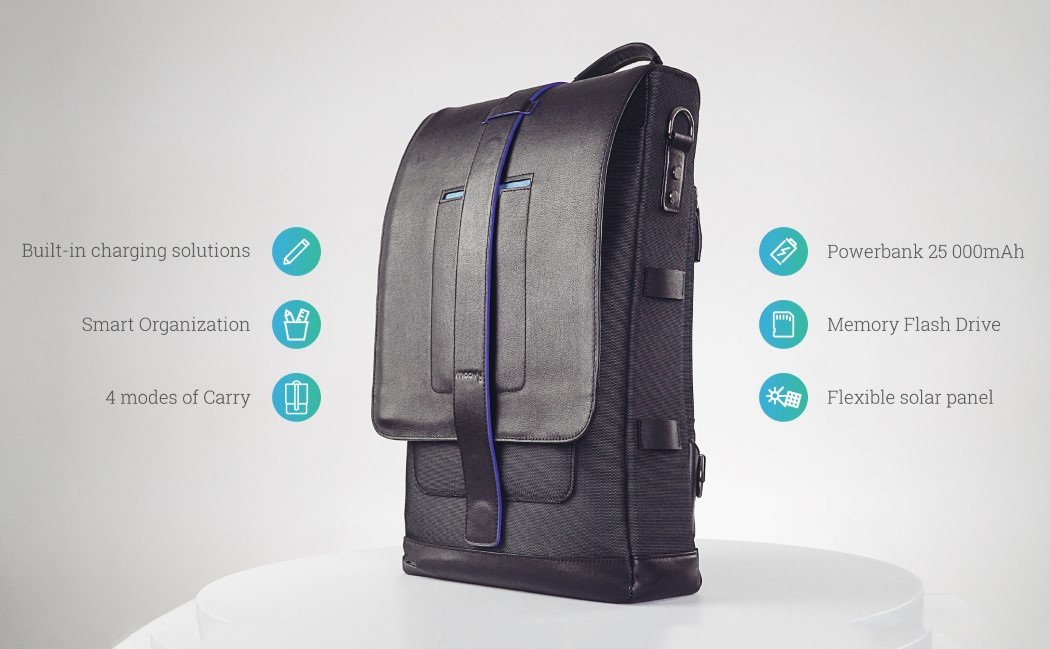 Built-in charging solutions
Smart Organization
4 modes of Carry
moovy
Powerbank 25 000mAh
Memory Flash Drive
Flexible solar panel